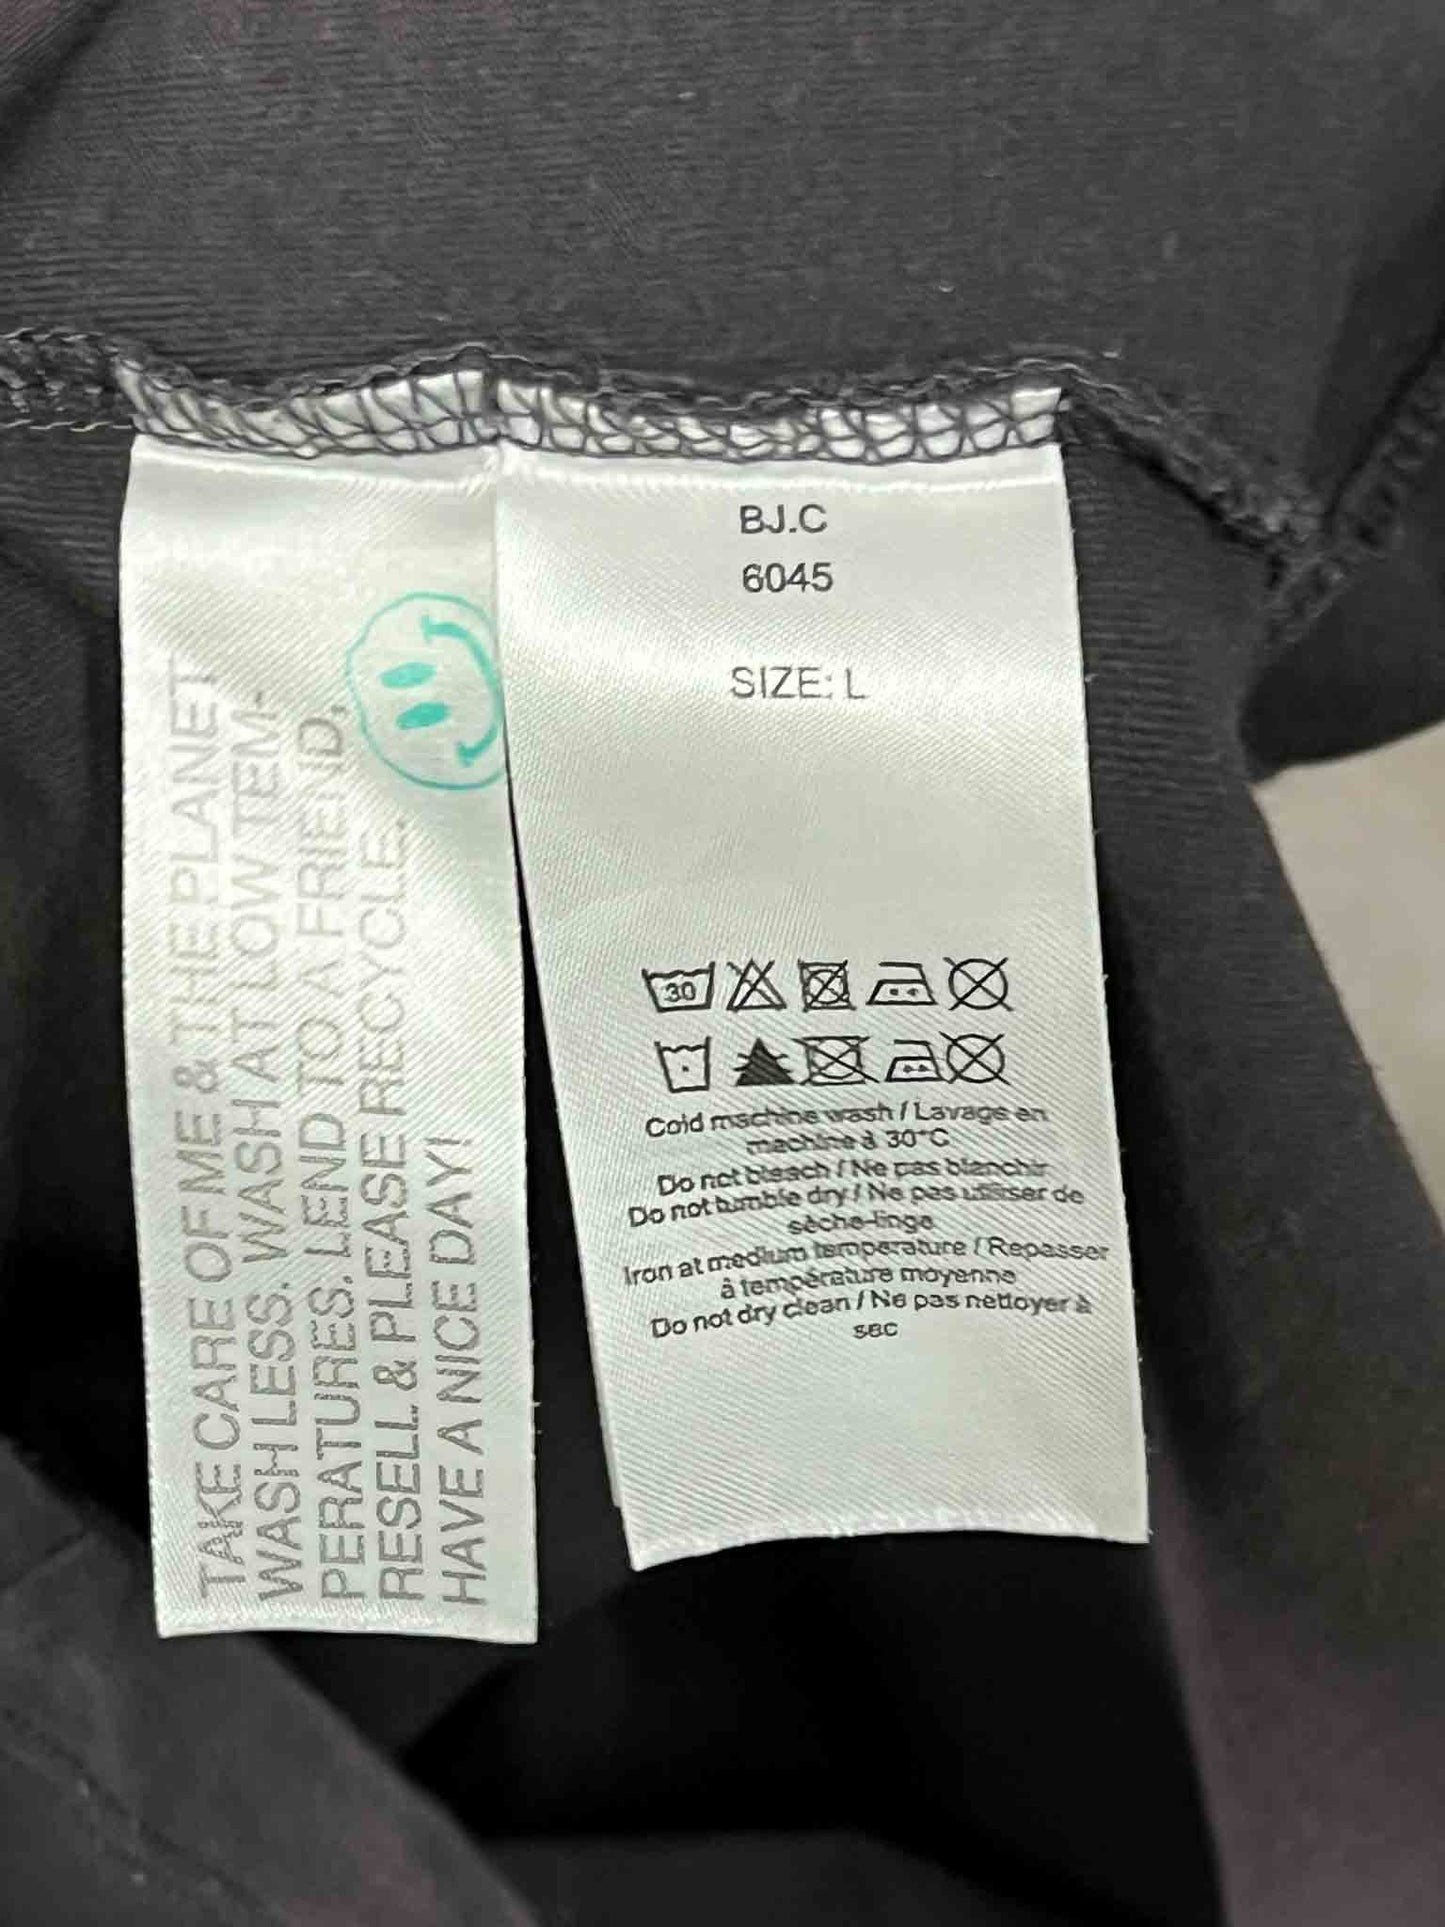 TAKE CARE OF ME & THE PLANET
WASH LESS. WASH AT LOW TEM-
PERATURES. LEND TO A FRIEND,
RESELL & PLEASE RECYCLE.
HAVE A NICE DAY!
BJ.C
6045
SIZE: L
30
Cold machine wash / Lavage en
machine à 30°C
Do not bleach / Ne pas blanchir
Do not tumble dry / Ne pas utiliser de
sèche-linge
Iron at medium temperature / Repasser
à température moyenne
Do not dry clean / Ne pas nettoyer à
sec